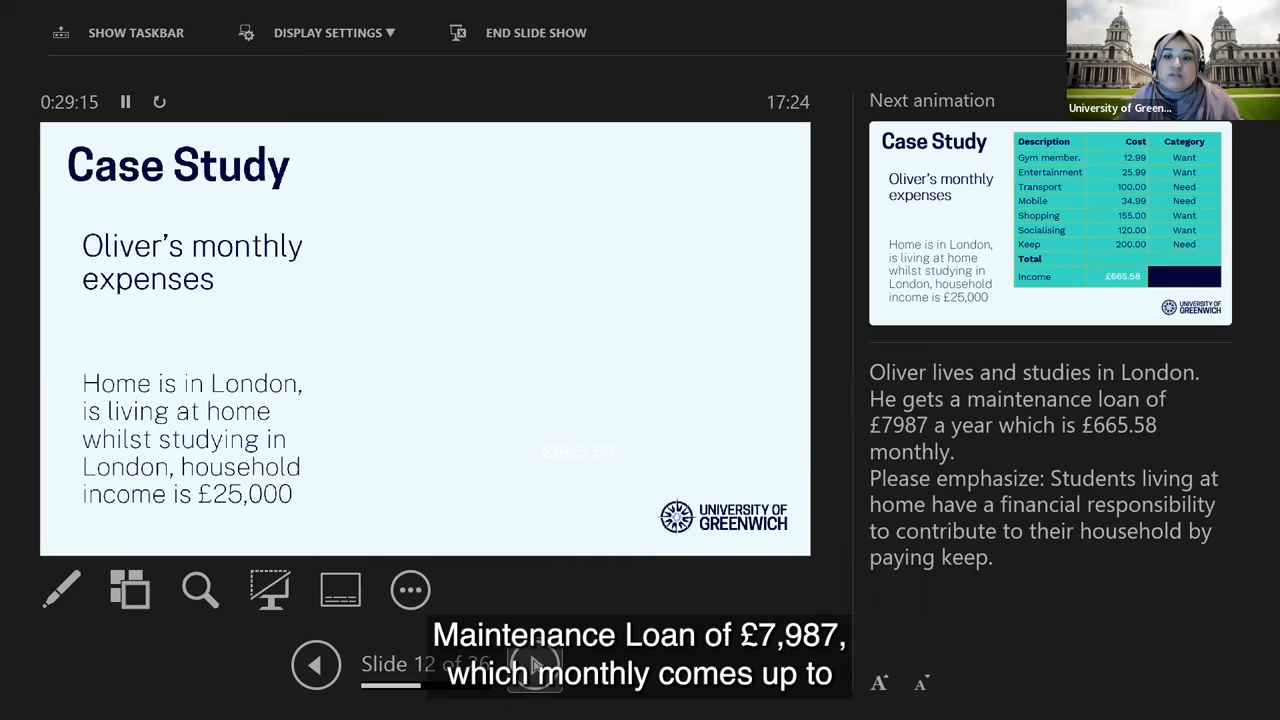 SHOW TASKBAR DISPLAY SETTINGS ▼ END SLIDE SHOW
University of Green...
0:29:15 17:24
Case Study
Oliver's monthly
expenses
Home is in London,
is living at home
whilst studying in
London, household
income is £25,000
£665.58
UNIVERSITY OF
GREENWICH
Next animation
Case Study
Oliver's monthly
expenses
Home is in London,
is living at home
whilst studying in
London, household
income is £25,000
Description Cost Category
Gym member. 12.99 Want
Entertainment 25.99 Want
Transport 100.00 Need
Mobile 34.99 Need
Shopping 155.00 Want
Socialising 120.00 Want
Keep 200.00 Need
Total
Income £665.58
UNIVERSITY OF
GREENWICH
Oliver lives and studies in London.
He gets a maintenance loan of
£7987 a year which is £665.58
monthly.
Please emphasize: Students living at
home have a financial responsibility
to contribute to their household by
paying keep.
Slide 12 of 26
Maintenance Loan of £7,987,
which monthly comes up to
A A